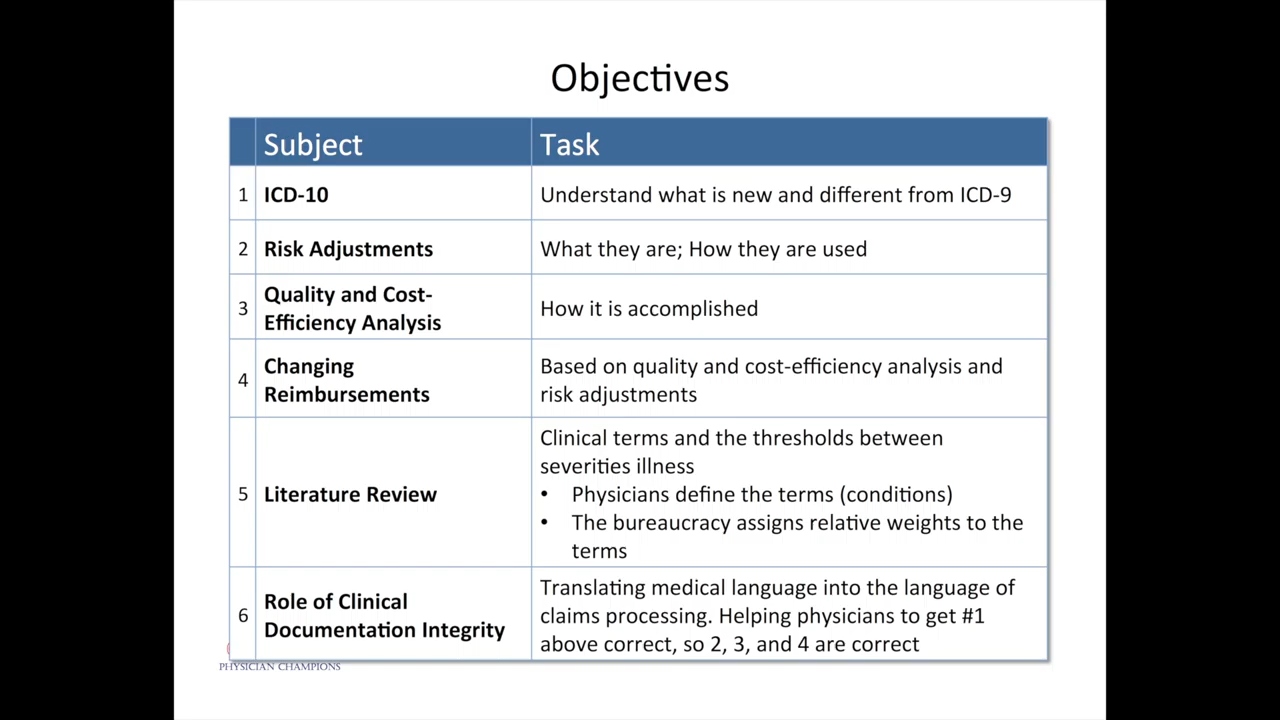 Objectives
Subject Task
1 ICD-10 Understand what is new and different from ICD-9
2 Risk Adjustments What they are; How they are used
3 Quality and Cost-
Efficiency Analysis
How it is accomplished
4 Changing
Reimbursements
Based on quality and cost-efficiency analysis and
risk adjustments
5 Literature Review
Clinical terms and the thresholds between
severities illness
• Physicians define the terms (conditions)
• The bureaucracy assigns relative weights to the
terms
6 Role of Clinical
Documentation Integrity
Translating medical language into the language of
claims processing. Helping physicians to get #1
above correct, so 2, 3, and 4 are correct
PHYSICIAN CHAMPIONS